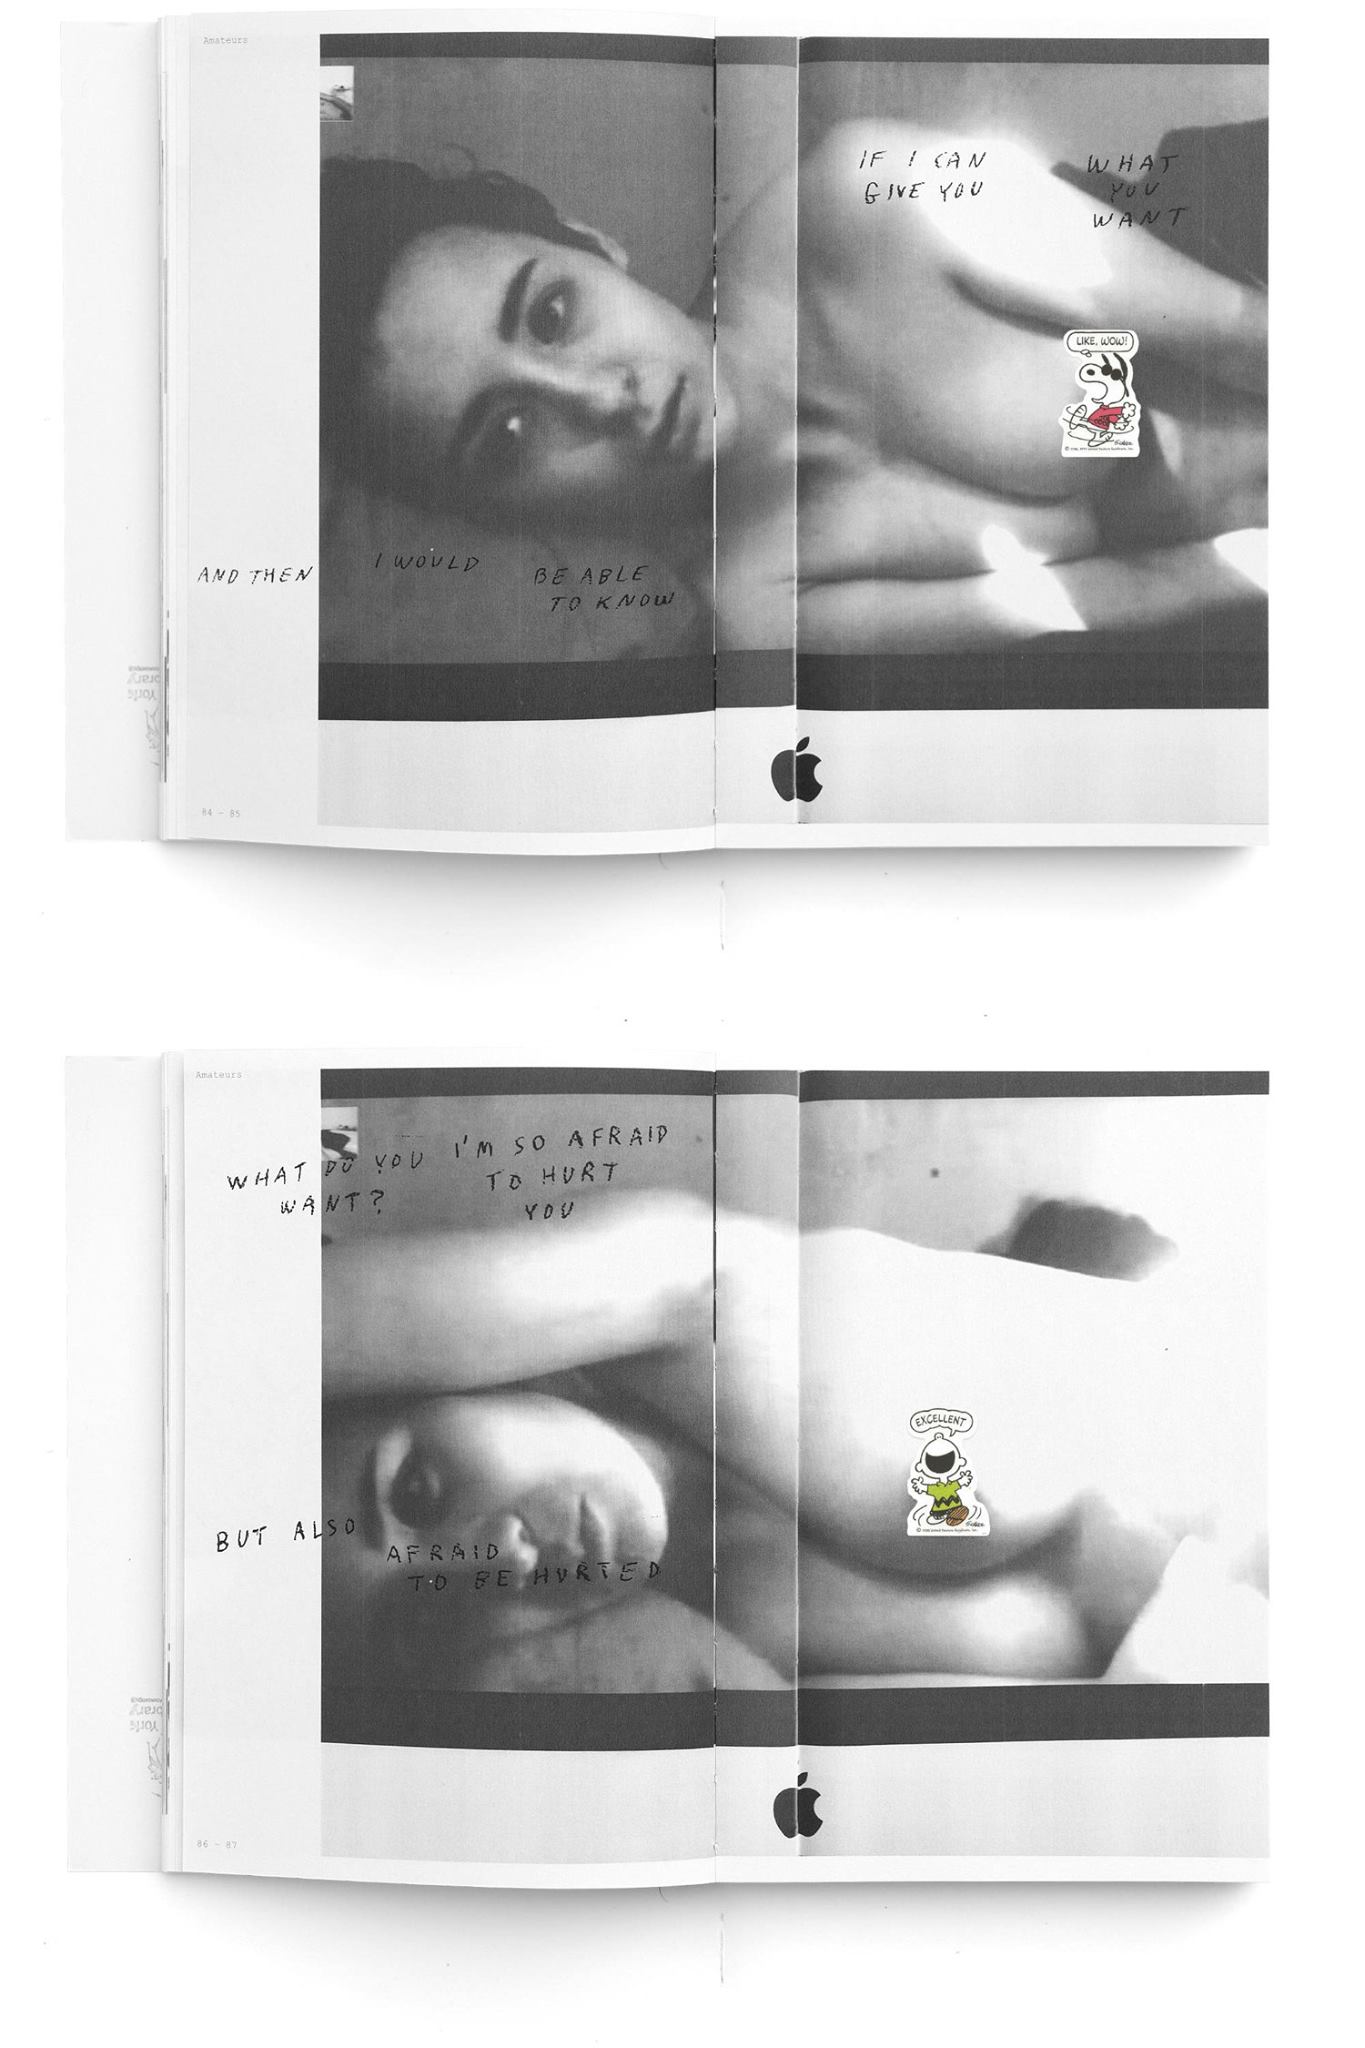 Amateurs
IF I CAN
GIVE YOU
WHAT
YOU
WANT
LIKE, WOW!
AND THEN
I WOULD
BE ABLE
TO KNOW
84 – 85
Amateurs
WHAT DO YOU
WANT?
I'M SO AFRAID
TO HURT
YOU
EXCELLENT
BUT ALSO
AFRAID
TO BE HURTED
86 – 87